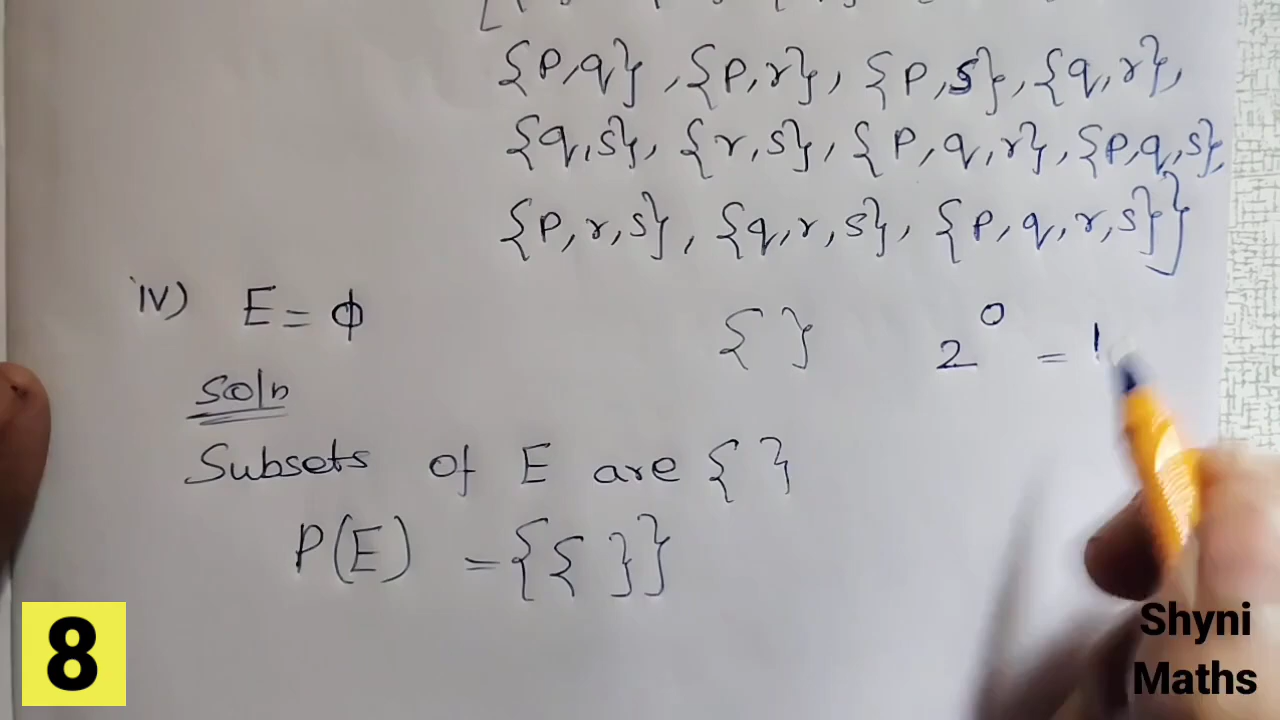 {P,q}, {P,r}, {P,s}, {q,r},
{q,s}, {r,s}, {P,q,r}, {P,q,s},
{P,r,s}, {q,r,s}, {P,q,r,s}}
iv) E = ϕ { } 2⁰ = 1
Soln
Subsets of E are { }
P(E) = {{ }}
8
Shyni
Maths